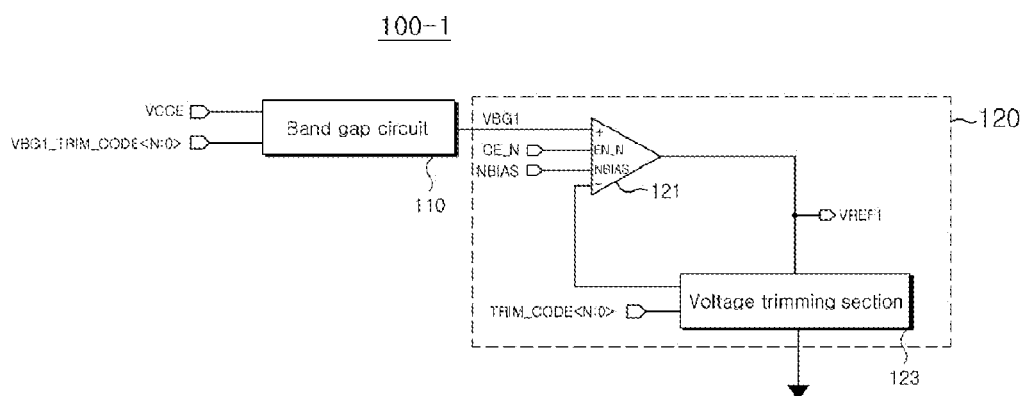 100-1
VCCE
VBG1_TRIM_CODE<N:0>
Band gap circuit
110
VBG1
CE_N
NBIAS
+
EN_N
NBIAS
-
121
120
VREF1
TRIM_CODE<N:0>
Voltage trimming section
123